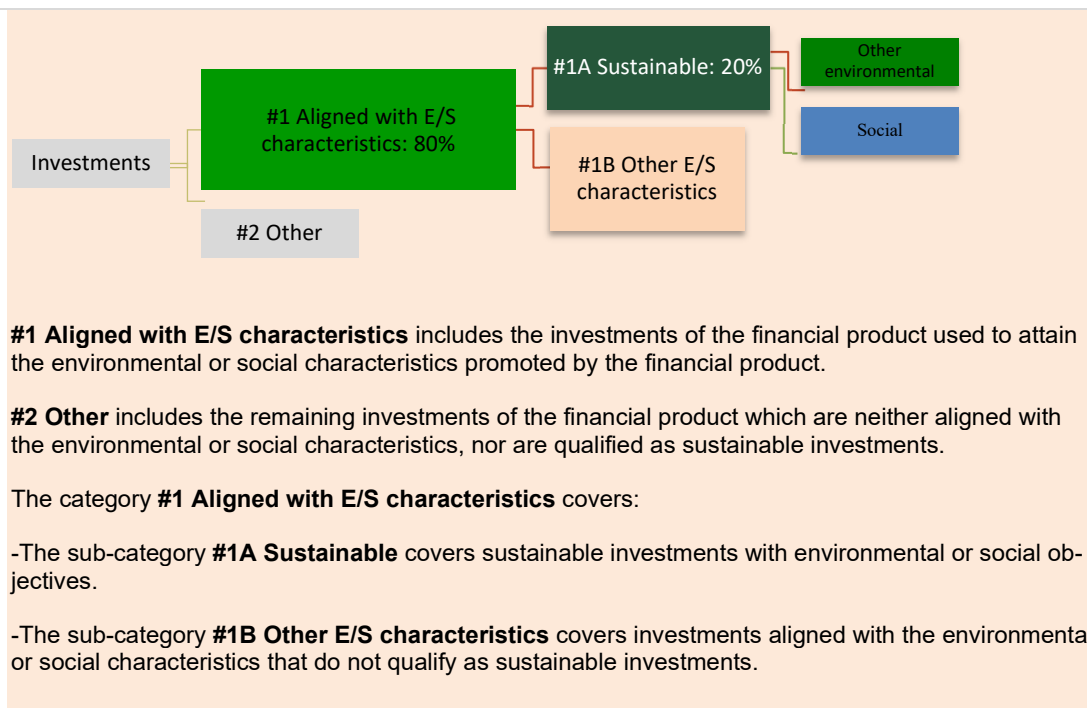 Other
environmental
#1A Sustainable: 20%
#1 Aligned with E/S
characteristics: 80%
Social
Investments
#1B Other E/S
characteristics
#2 Other
#1 Aligned with E/S characteristics includes the investments of the financial product used to attain
the environmental or social characteristics promoted by the financial product.
#2 Other includes the remaining investments of the financial product which are neither aligned with
the environmental or social characteristics, nor are qualified as sustainable investments.
The category #1 Aligned with E/S characteristics covers:
-The sub-category #1A Sustainable covers sustainable investments with environmental or social ob-
jectives.
-The sub-category #1B Other E/S characteristics covers investments aligned with the environmenta
or social characteristics that do not qualify as sustainable investments.